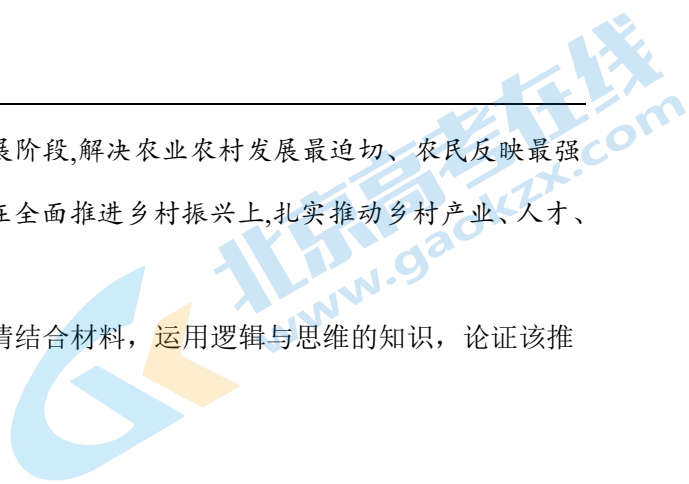 展阶段,解决农业农村发展最迫切、农民反映最强
在全面推进乡村振兴上,扎实推动乡村产业、人才、
请结合材料，运用逻辑与思维的知识，论证该推
北京高考在线
www.gaokzx.com